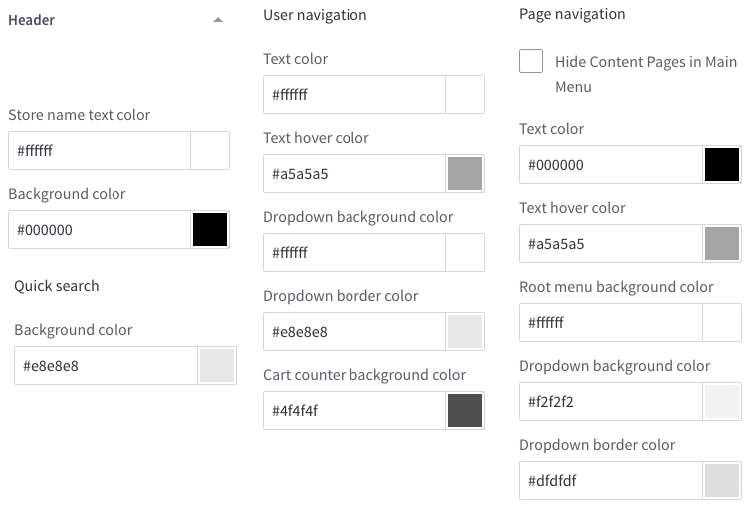 Header
Store name text color
#ffffff
Background color
#000000
Quick search
Background color
#e8e8e8
User navigation
Text color
#ffffff
Text hover color
#a5a5a5
Dropdown background color
#ffffff
Dropdown border color
#e8e8e8
Cart counter background color
#4f4f4f
Page navigation
Hide Content Pages in Main
Menu
Text color
#000000
Text hover color
#a5a5a5
Root menu background color
#ffffff
Dropdown background color
#f2f2f2
Dropdown border color
#dfdfdf